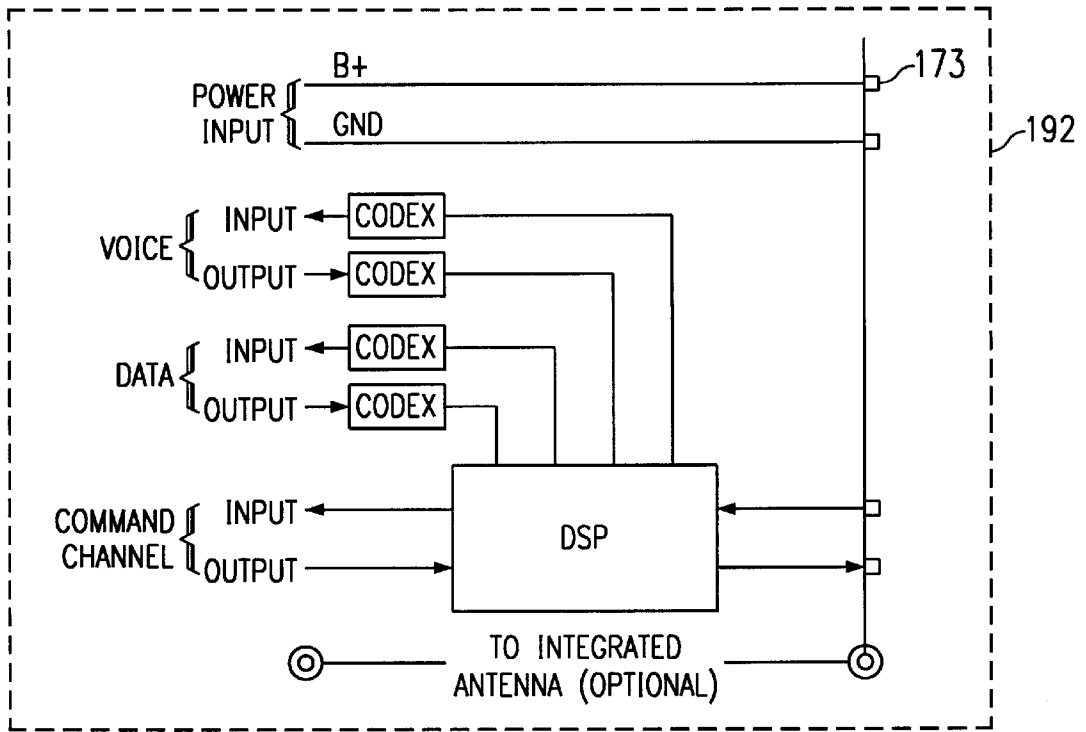 B+
173
POWER
INPUT
GND
192
VOICE
INPUT
CODEX
OUTPUT
CODEX
DATA
INPUT
CODEX
OUTPUT
CODEX
COMMAND
CHANNEL
INPUT
OUTPUT
DSP
TO INTEGRATED
ANTENNA (OPTIONAL)